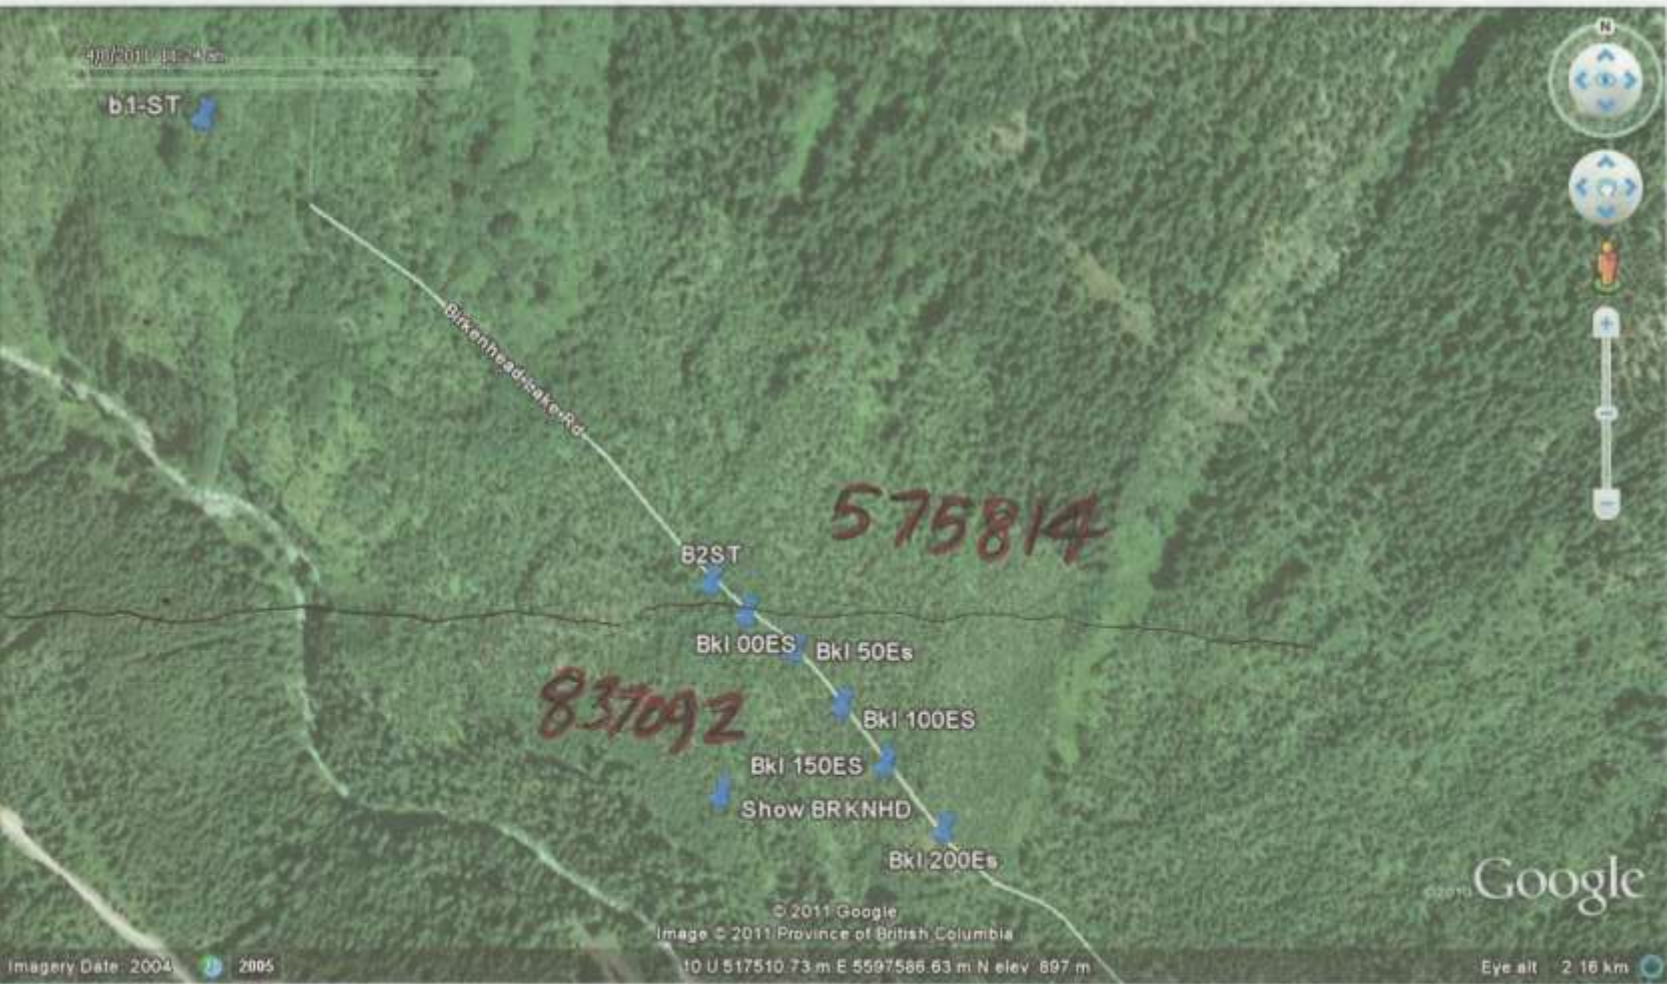 N
b1-ST
Birkenhead Lake Rd
575814
B2ST
Bkl 00ES
Bkl 50Es
837092
Bkl 100ES
Bkl 150ES
Show BRKNHD
Bkl 200Es
©2010 Google
© 2011 Google
Image © 2011 Province of British Columbia
Imagery Date: 2004
2005
10 U 517510.73 m E 5597586.63 m N elev 897 m
Eye alt 2.16 km